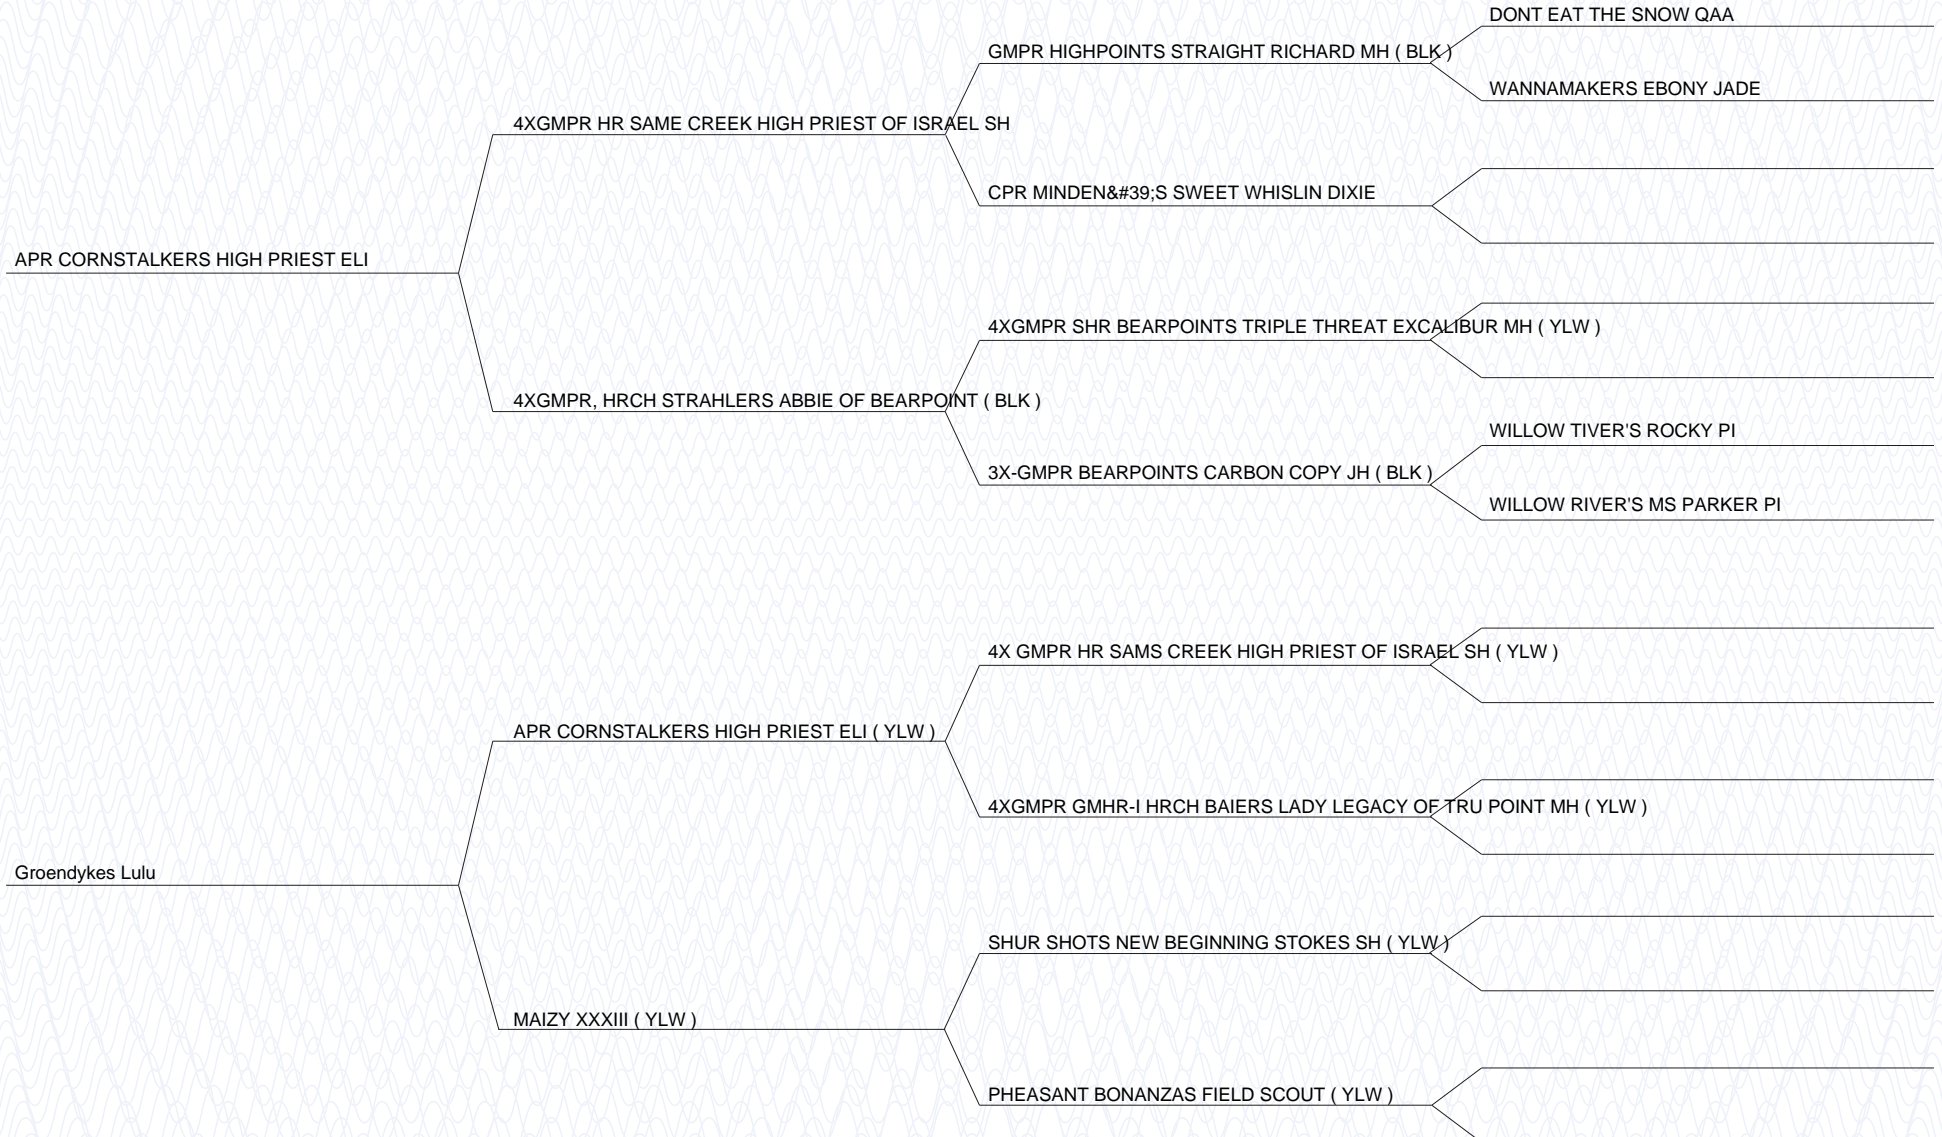 DONT EAT THE SNOW QAA
GMPR HIGHPOINTS STRAIGHT RICHARD MH ( BLK )
WANNAMAKERS EBONY JADE
4XGMPR HR SAME CREEK HIGH PRIEST OF ISRAEL SH
CPR MINDEN&#39;S SWEET WHISLIN DIXIE
APR CORNSTALKERS HIGH PRIEST ELI
4XGMPR SHR BEARPOINTS TRIPLE THREAT EXCALIBUR MH ( YLW )
4XGMPR, HRCH STRAHLERS ABBIE OF BEARPOINT ( BLK )
WILLOW TIVER'S ROCKY PI
3X-GMPR BEARPOINTS CARBON COPY JH ( BLK )
WILLOW RIVER'S MS PARKER PI
4X GMPR HR SAMS CREEK HIGH PRIEST OF ISRAEL SH ( YLW )
APR CORNSTALKERS HIGH PRIEST ELI ( YLW )
4XGMPR GMHR-I HRCH BAIERS LADY LEGACY OF TRU POINT MH ( YLW )
Groendykes Lulu
SHUR SHOTS NEW BEGINNING STOKES SH ( YLW )
MAIZY XXXIII ( YLW )
PHEASANT BONANZAS FIELD SCOUT ( YLW )